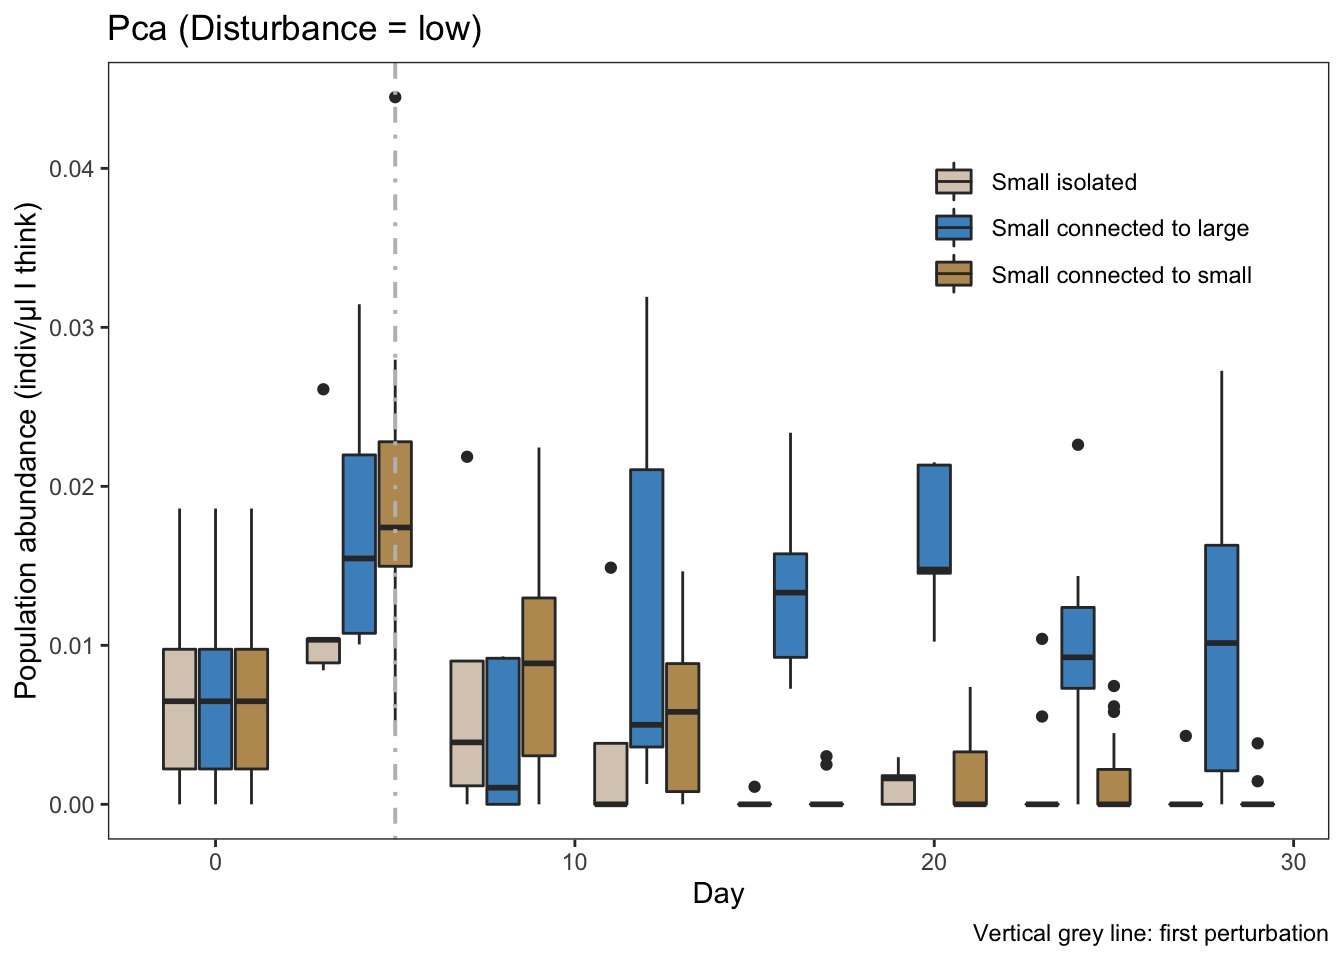 Pca (Disturbance = low)
Population abundance (indiv/μl I think)
0.04
0.03
0.02
0.01
0.00
Small isolated
Small connected to large
Small connected to small
0
10
20
30
Day
Vertical grey line: first perturbation